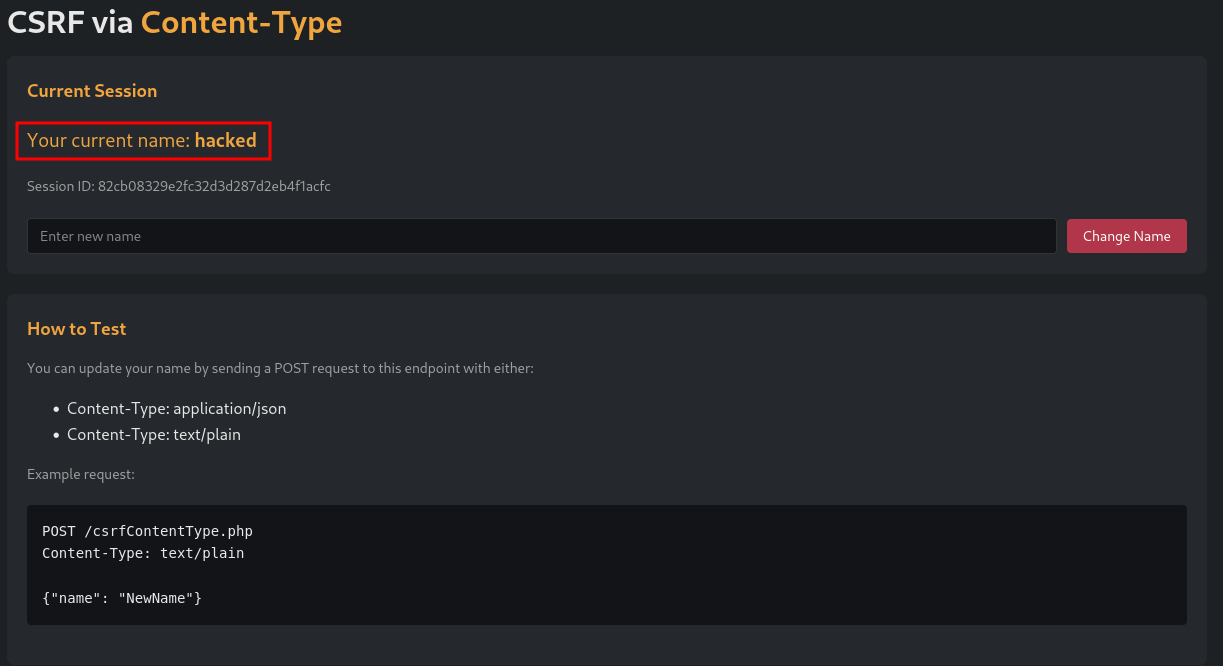 CSRF via Content-Type
Current Session
Your current name: hacked
Session ID: 82cb08329e2fc32d3d287d2eb4f1acfc
Enter new name
Change Name
How to Test
You can update your name by sending a POST request to this endpoint with either:
• Content-Type: application/json
• Content-Type: text/plain
Example request:
POST /csrfContentType.php
Content-Type: text/plain
{"name": "NewName"}